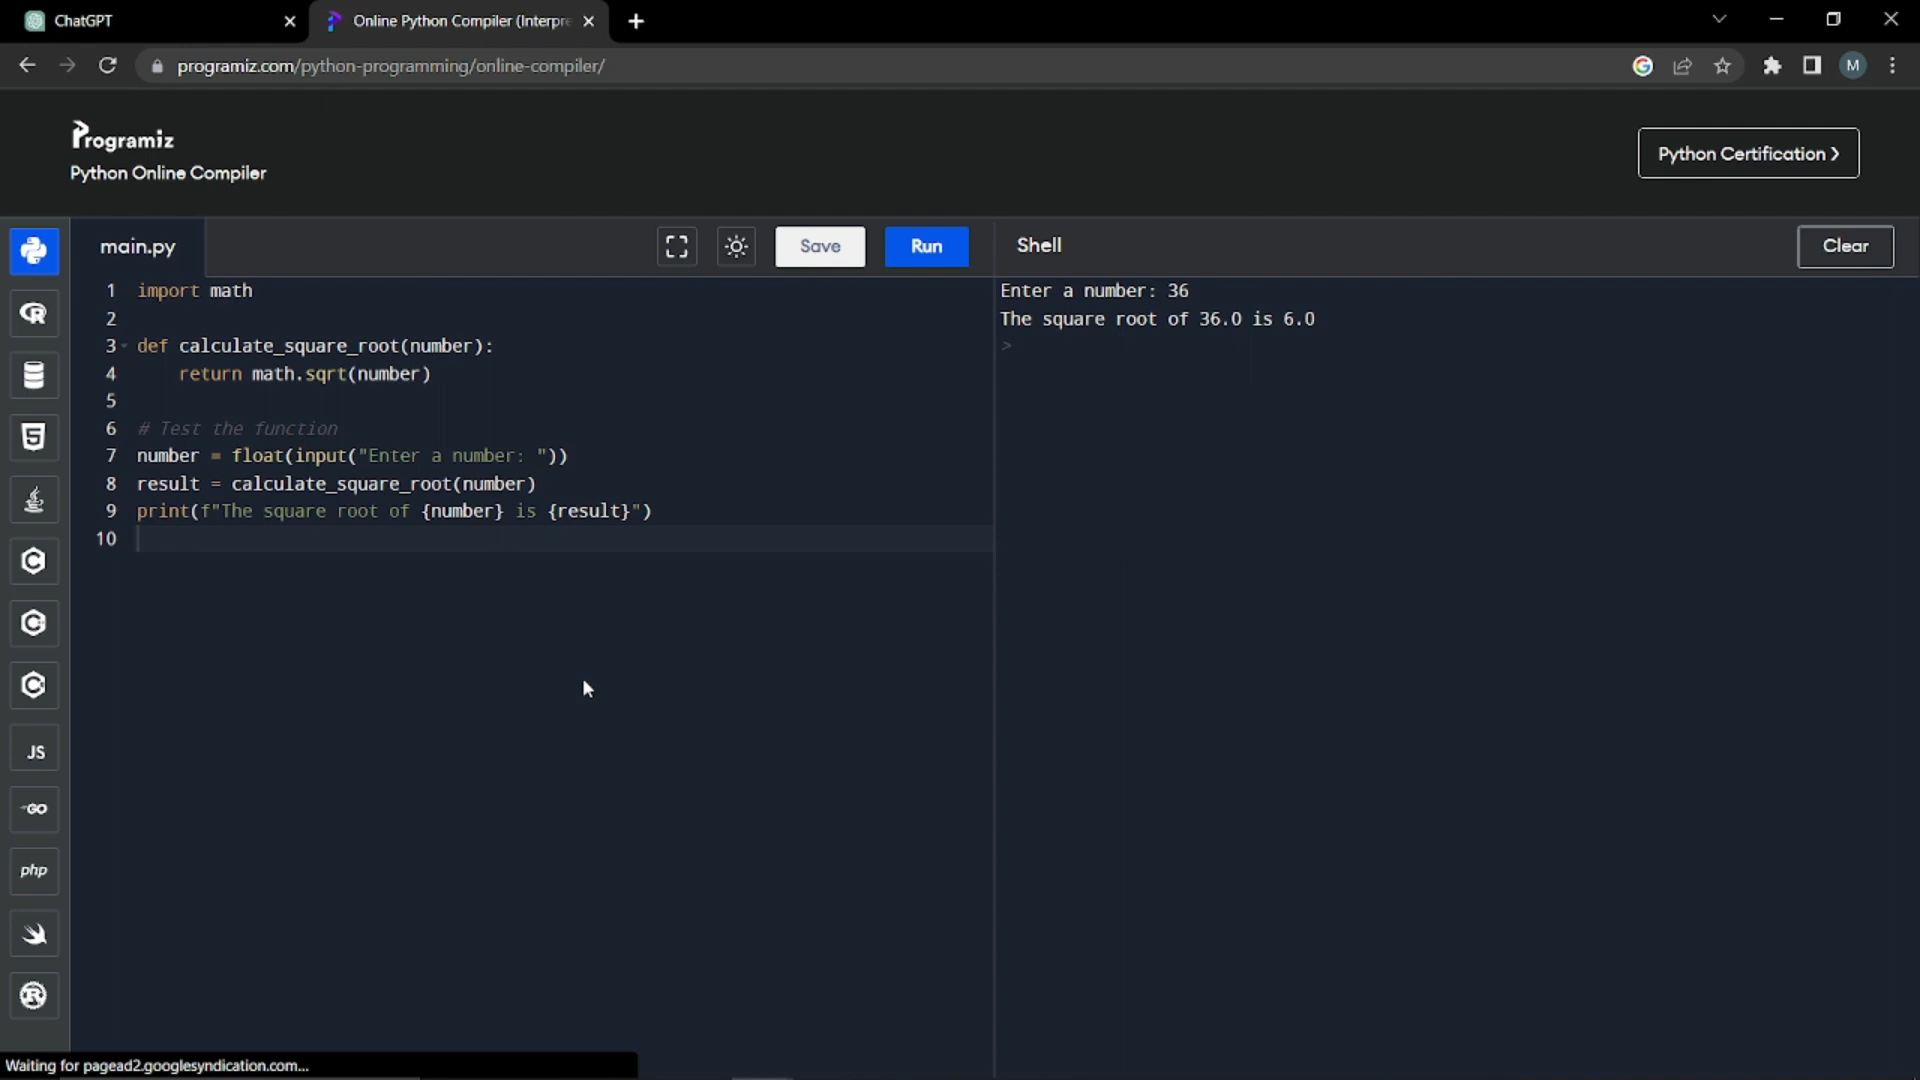 ChatGPT
Online Python Compiler (Interpre
programiz.com/python-programming/online-compiler/
M
Programiz
Python Online Compiler
Python Certification
main.py
Save
Run
Shell
Clear
1 import math
2
3 def calculate_square_root(number):
4     return math.sqrt(number)
5
6 # Test the function
7 number = float(input("Enter a number: "))
8 result = calculate_square_root(number)
9 print(f"The square root of {number} is {result}")
10
Enter a number: 36
The square root of 36.0 is 6.0
>
R
5
C
C
C
JS
GO
php
R
Waiting for pagead2.googlesyndication.com...